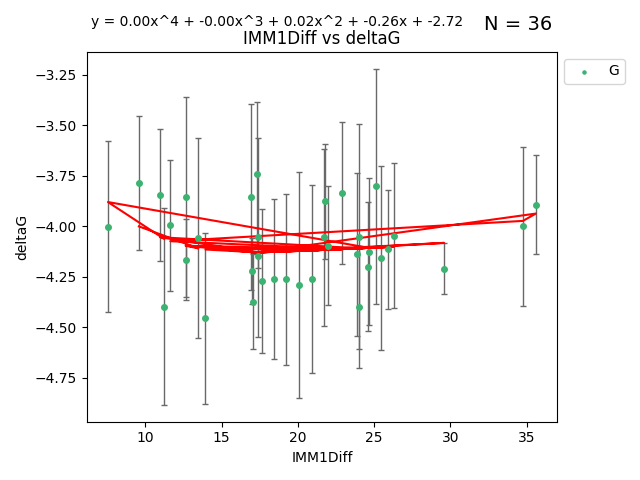 y = 0.00x^4 + -0.00x^3 + 0.02x^2 + -0.26x + -2.72
N = 36
IMM1Diff vs deltaG
G
−3.25
−3.50
−3.75
−4.00
−4.25
−4.50
−4.75
deltaG
10 15 20 25 30 35
IMM1Diff